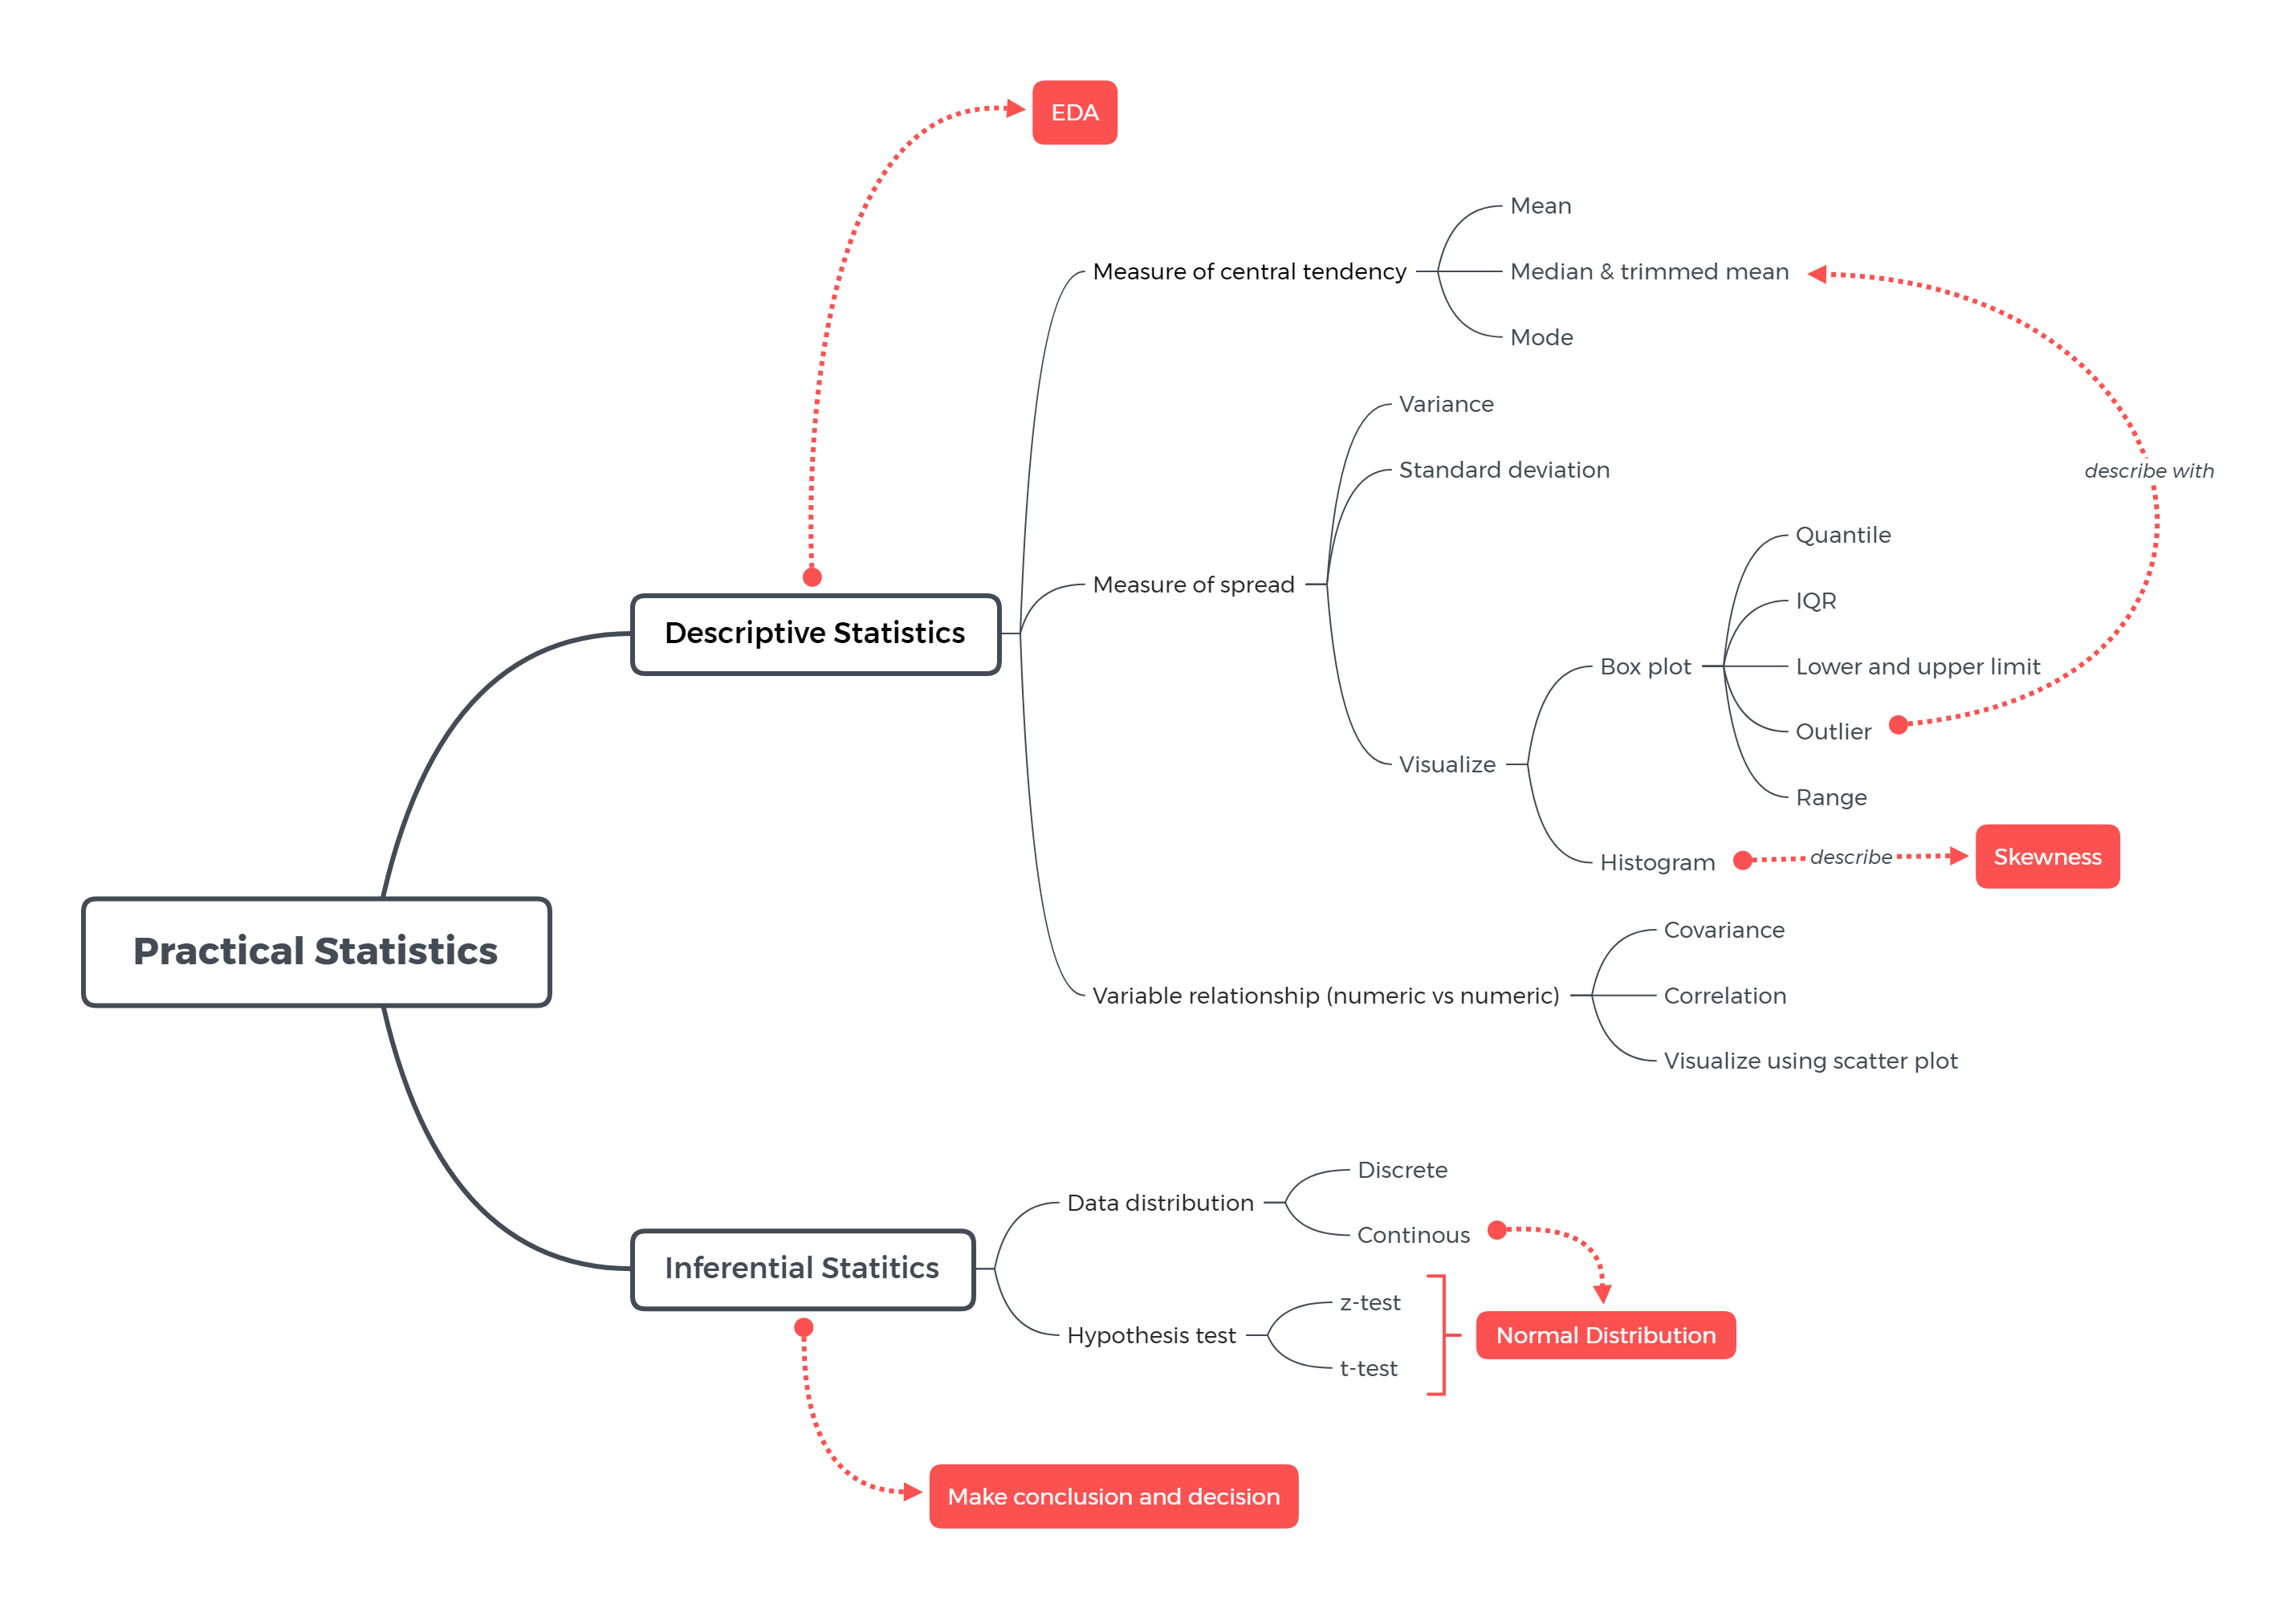 EDA
Mean
Measure of central tendency
Median & trimmed mean
Mode
Variance
Standard deviation
describe with
Quantile
Measure of spread
IQR
Descriptive Statistics
Box plot
Lower and upper limit
Outlier
Visualize
Range
Histogram
describe
Skewness
Covariance
Practical Statistics
Variable relationship (numeric vs numeric)
Correlation
Visualize using scatter plot
Discrete
Data distribution
Continous
Inferential Statitics
z-test
Hypothesis test
Normal Distribution
t-test
Make conclusion and decision